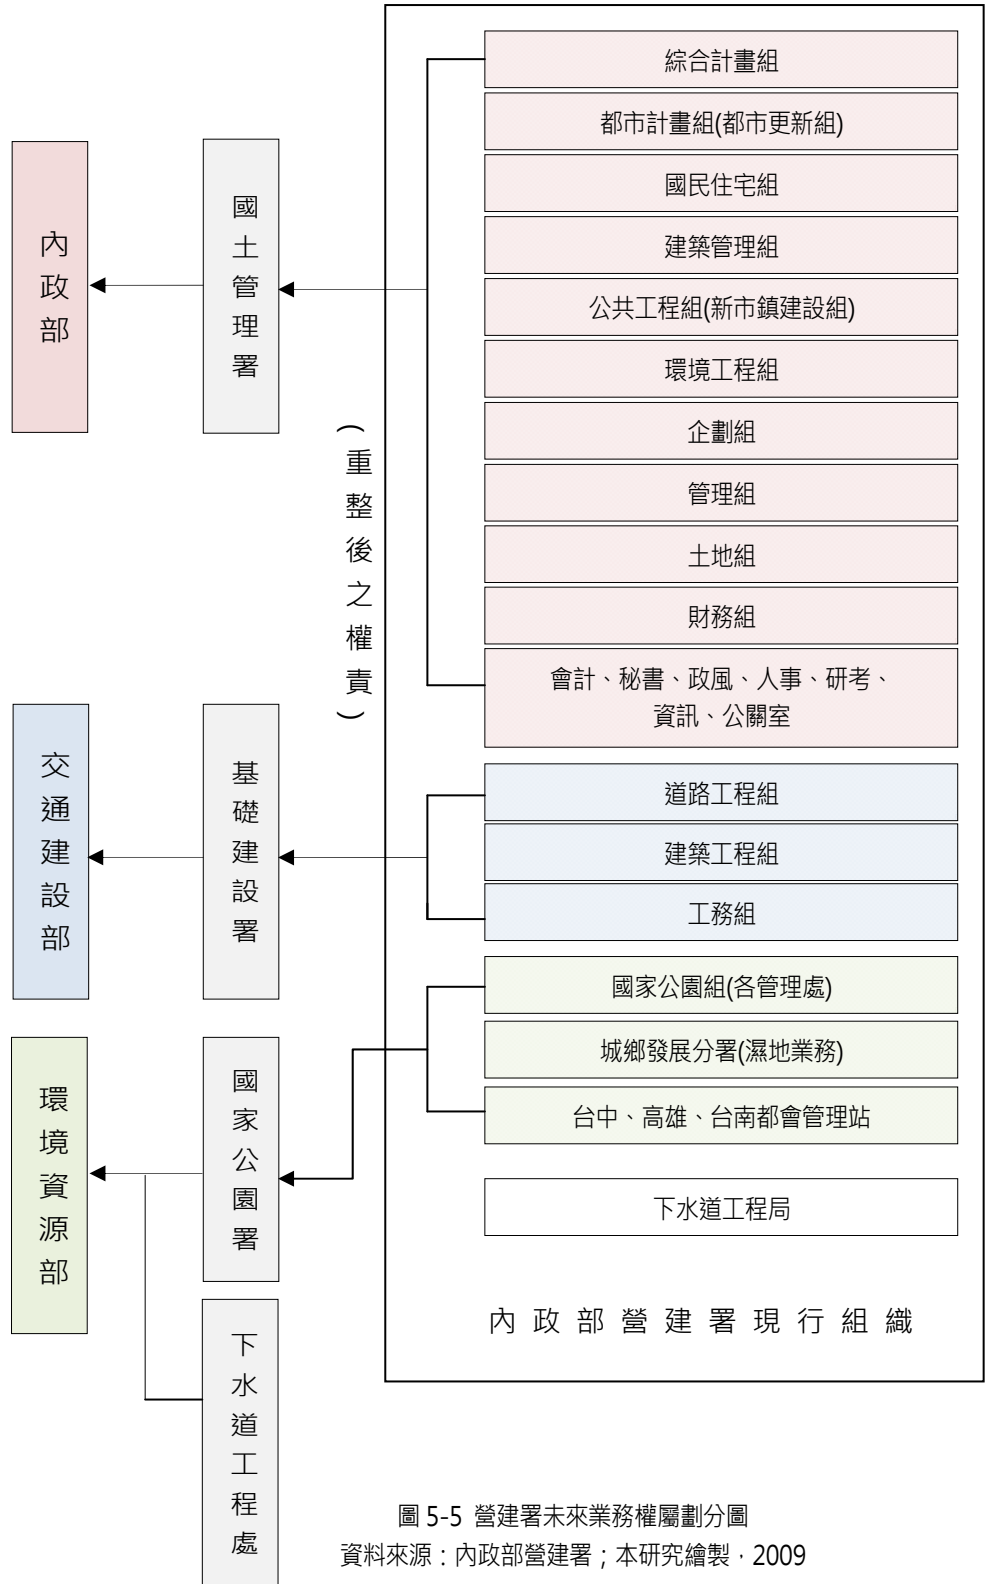 內政部
國土管理署
(重整後之權責)
綜合計畫組
都市計畫組(都市更新組)
國民住宅組
建築管理組
公共工程組(新市鎮建設組)
環境工程組
企劃組
管理組
土地組
財務組
會計、秘書、政風、人事、研考、
資訊、公關室
交通建設部
基礎建設署
道路工程組
建築工程組
工務組
環境資源部
國家公園署
國家公園組(各管理處)
城鄉發展分署(濕地業務)
台中、高雄、台南都會管理站
下水道工程局
內政部營建署現行組織
下水道工程處
圖 5-5 營建署未來業務權屬劃分圖
資料來源：內政部營建署；本研究繪製，2009